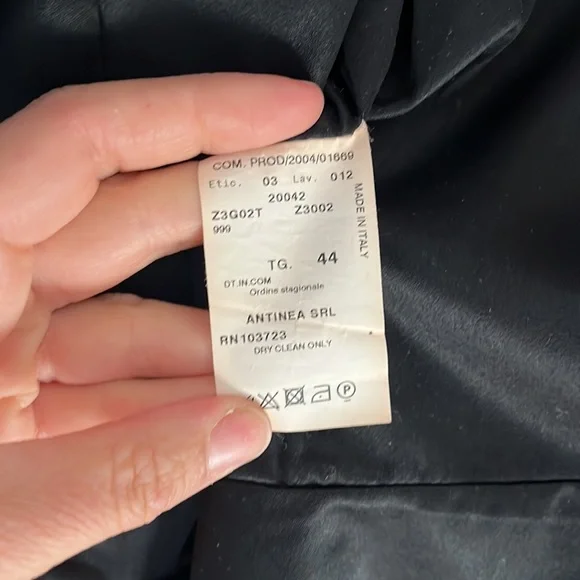 COM. PROD/2004/01669
Etic. 03 Lav. 012
20042
Z3G02T Z3002
999
MADE IN ITALY
TG. 44
DT.IN.COM
Ordine stagionale
ANTINEA SRL
RN103723
DRY CLEAN ONLY
P